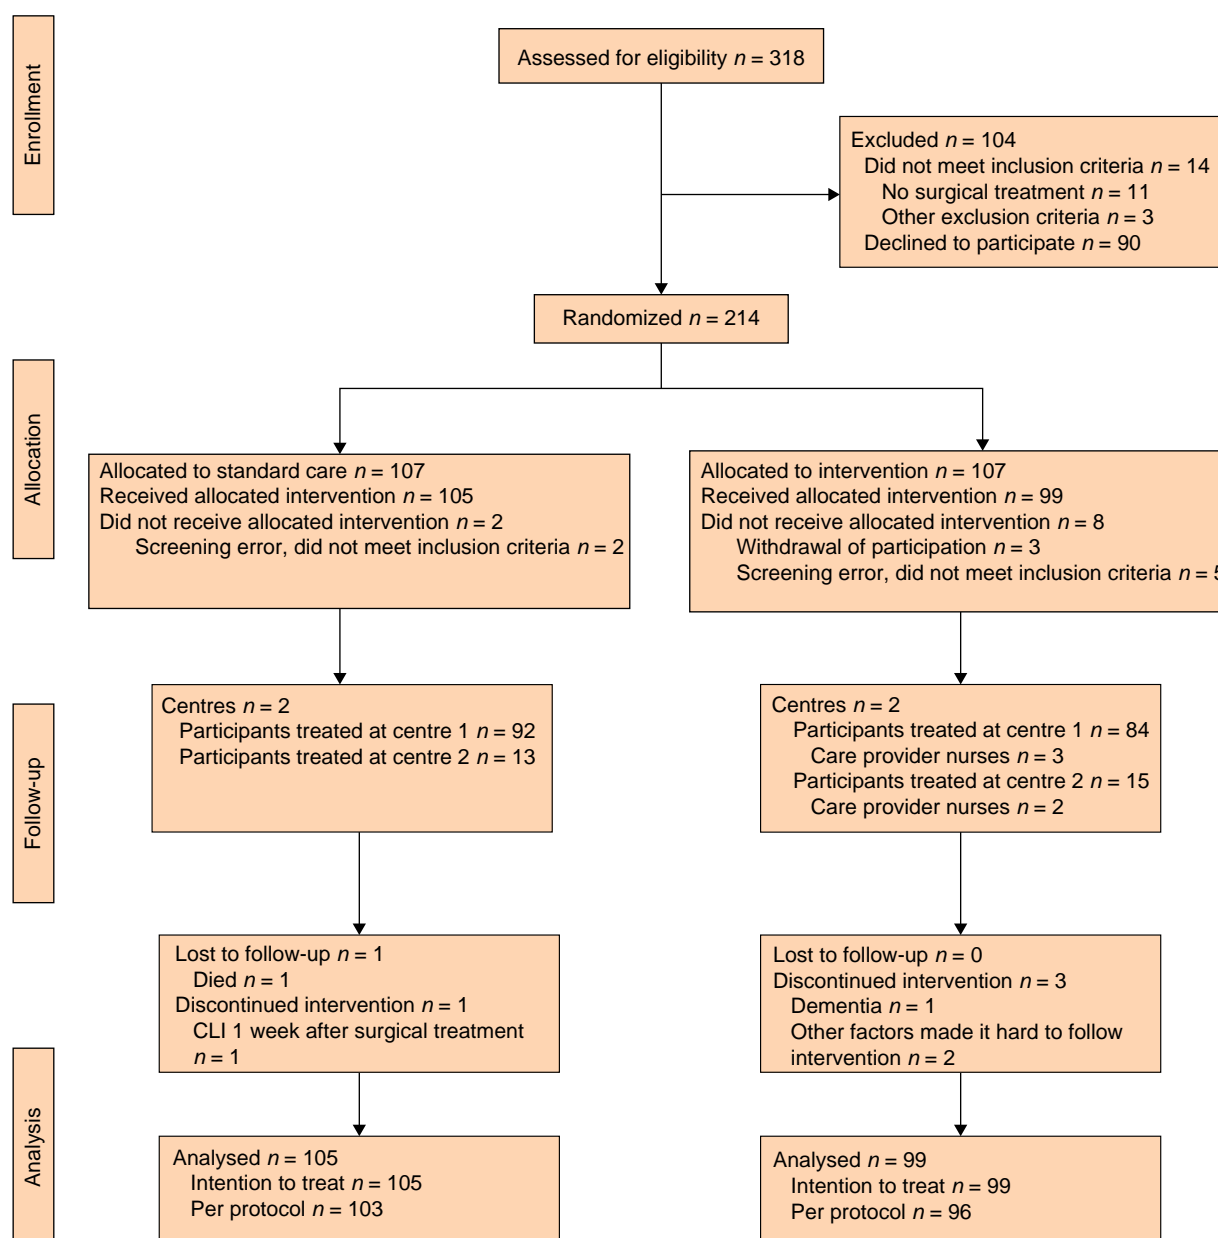 Enrollment
Assessed for eligibility n = 318
Excluded n = 104
Did not meet inclusion criteria n = 14
No surgical treatment n = 11
Other exclusion criteria n = 3
Declined to participate n = 90
Randomized n = 214
Allocation
Allocated to standard care n = 107
Received allocated intervention n = 105
Did not receive allocated intervention n = 2
Screening error, did not meet inclusion criteria n = 2
Allocated to intervention n = 107
Received allocated intervention n = 99
Did not receive allocated intervention n = 8
Withdrawal of participation n = 3
Screening error, did not meet inclusion criteria n = 5
Follow-up
Centres n = 2
Participants treated at centre 1 n = 92
Participants treated at centre 2 n = 13
Centres n = 2
Participants treated at centre 1 n = 84
Care provider nurses n = 3
Participants treated at centre 2 n = 15
Care provider nurses n = 2
Lost to follow-up n = 1
Died n = 1
Discontinued intervention n = 1
CLI 1 week after surgical treatment
n = 1
Lost to follow-up n = 0
Discontinued intervention n = 3
Dementia n = 1
Other factors made it hard to follow
intervention n = 2
Analysis
Analysed n = 105
Intention to treat n = 105
Per protocol n = 103
Analysed n = 99
Intention to treat n = 99
Per protocol n = 96